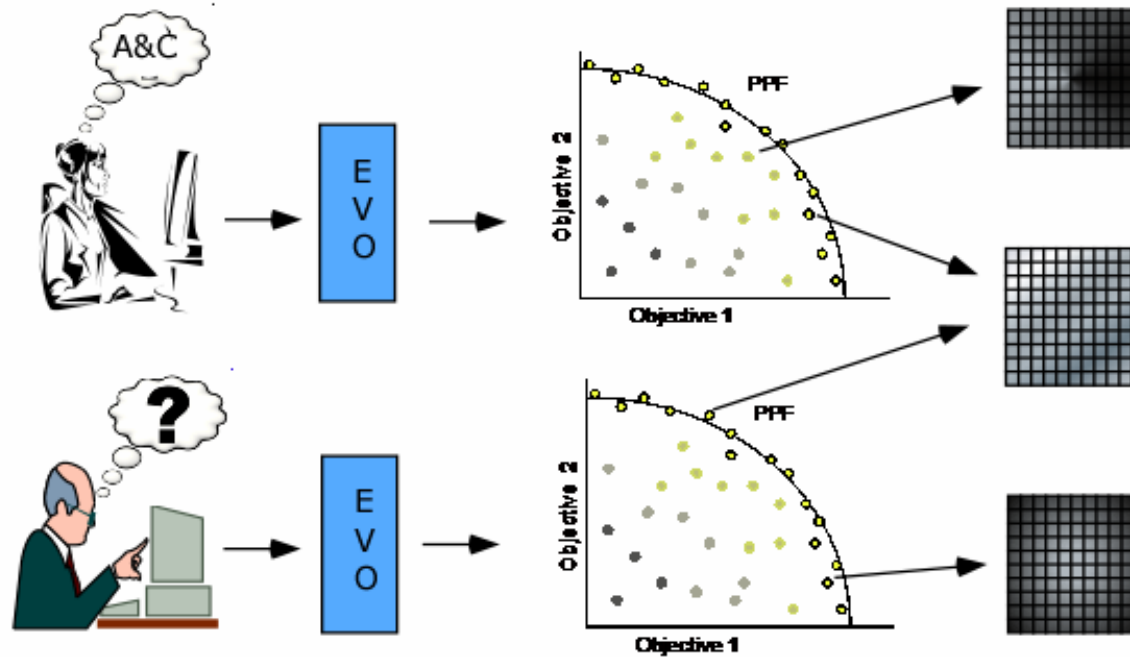 A&C
E
V
O
PPF
Objective 2
Objective 1
?
E
V
O
PPF
Objective 2
Objective 1